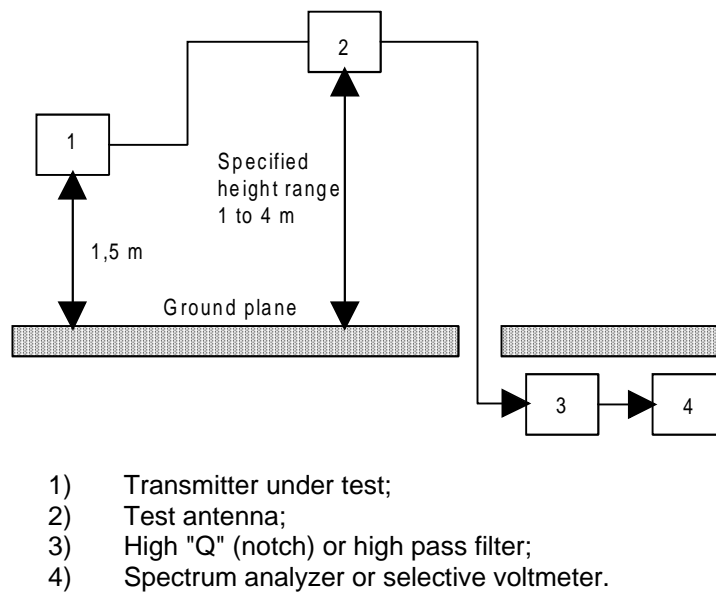 2
1
Specified
height range
1 to 4 m
1,5 m
Ground plane
3
4
1) Transmitter under test;
2) Test antenna;
3) High "Q" (notch) or high pass filter;
4) Spectrum analyzer or selective voltmeter.